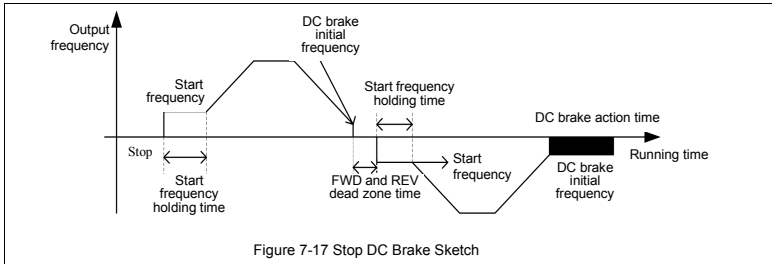 Output
frequency
DC brake
initial
frequency
Start
frequency
Start frequency
holding time
DC brake action time
Stop
Running time
Start
frequency
holding time
FWD and REV
dead zone time
Start
frequency
DC brake
initial
frequency
Figure 7-17 Stop DC Brake Sketch